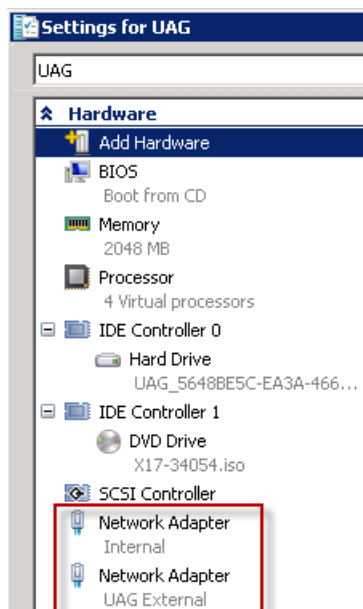 Settings for UAG
UAG
Hardware
Add Hardware
BIOS
Boot from CD
Memory
2048 MB
Processor
4 Virtual processors
IDE Controller 0
Hard Drive
UAG_5648BE5C-EA3A-466...
IDE Controller 1
DVD Drive
X17-34054.iso
SCSI Controller
Network Adapter
Internal
Network Adapter
UAG External